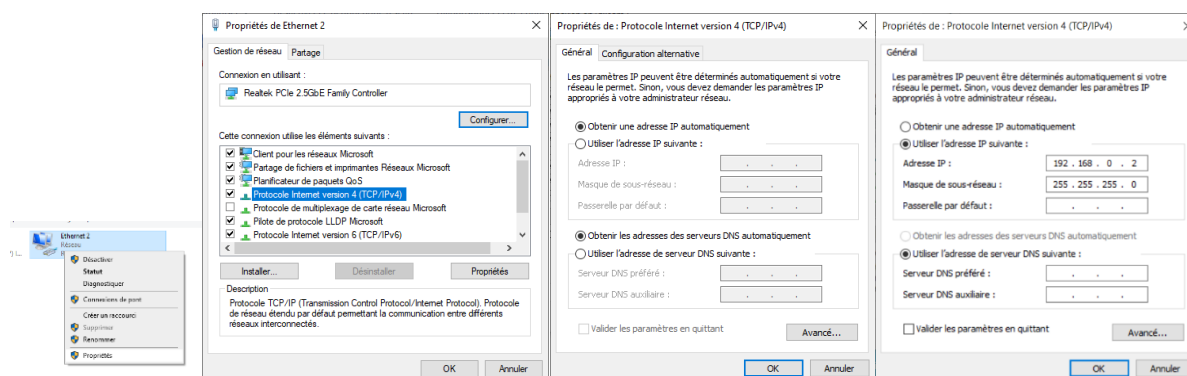 Ethernet 2
Réseau
Désactiver
Statut
Diagnostiquer
Connexions de pont
Créer un raccourci
Supprimer
Renommer
Propriétés
Propriétés de Ethernet 2
Gestion de réseau
Partage
Connexion en utilisant :
Realtek PCIe 2.5GbE Family Controller
Configurer...
Cette connexion utilise les éléments suivants :
Client pour les réseaux Microsoft
Partage de fichiers et imprimantes Réseaux Microsoft
Planificateur de paquets QoS
Protocole Internet version 4 (TCP/IPv4)
Protocole de multiplexage de carte réseau Microsoft
Pilote de protocole LLDP Microsoft
Protocole Internet version 6 (TCP/IPv6)
Installer...
Désinstaller
Propriétés
Description
Protocole TCP/IP (Transmission Control Protocol/Internet Protocol). Protocole
de réseau étendu par défaut permettant la communication entre différents
réseaux interconnectés.
OK
Annuler
Propriétés de : Protocole Internet version 4 (TCP/IPv4)
Général
Configuration alternative
Les paramètres IP peuvent être déterminés automatiquement si votre
réseau le permet. Sinon, vous devez demander les paramètres IP
appropriés à votre administrateur réseau.
Obtenir une adresse IP automatiquement
Utiliser l'adresse IP suivante :
Adresse IP :
Masque de sous-réseau :
Passerelle par défaut :
Obtenir les adresses des serveurs DNS automatiquement
Utiliser l'adresse de serveur DNS suivante :
Serveur DNS préféré :
Serveur DNS auxiliaire :
Valider les paramètres en quittant
Avancé...
OK
Annuler
Propriétés de : Protocole Internet version 4 (TCP/IPv4)
Général
Les paramètres IP peuvent être déterminés automatiquement si votre
réseau le permet. Sinon, vous devez demander les paramètres IP
appropriés à votre administrateur réseau.
Obtenir une adresse IP automatiquement
Utiliser l'adresse IP suivante :
Adresse IP : 192 . 168 . 0 . 2
Masque de sous-réseau : 255 . 255 . 255 . 0
Passerelle par défaut :
Obtenir les adresses des serveurs DNS automatiquement
Utiliser l'adresse de serveur DNS suivante :
Serveur DNS préféré :
Serveur DNS auxiliaire :
Valider les paramètres en quittant
Avancé...
OK
Annuler